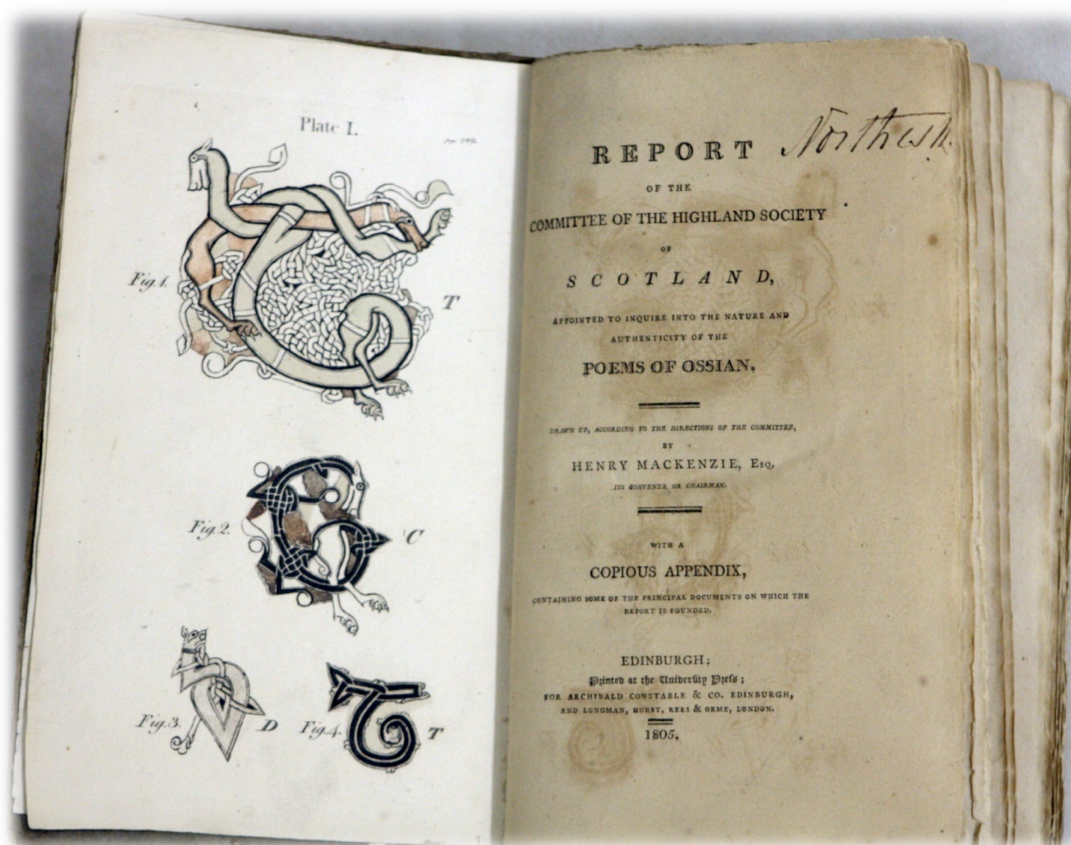 Plate I.
Fig. 1.
T
Fig. 2.
C
Fig. 3.
D
Fig. 4.
T
Northesk.
REPORT
OF THE
COMMITTEE OF THE HIGHLAND SOCIETY
OF
SCOTLAND,
APPOINTED TO INQUIRE INTO THE NATURE AND
AUTHENTICITY OF THE
POEMS OF OSSIAN.
DRAWN UP, ACCORDING TO THE DIRECTIONS OF THE COMMITTEE,
BY
HENRY MACKENZIE, Esq.
ITS CONVENER OR CHAIRMAN.
WITH A
COPIOUS APPENDIX,
CONTAINING SOME OF THE PRINCIPAL DOCUMENTS ON WHICH THE
REPORT IS FOUNDED.
EDINBURGH:
Printed at the University Press;
FOR ARCHIBALD CONSTABLE & CO. EDINBURGH,
AND LONGMAN, HURST, REES & ORME, LONDON.
1805.